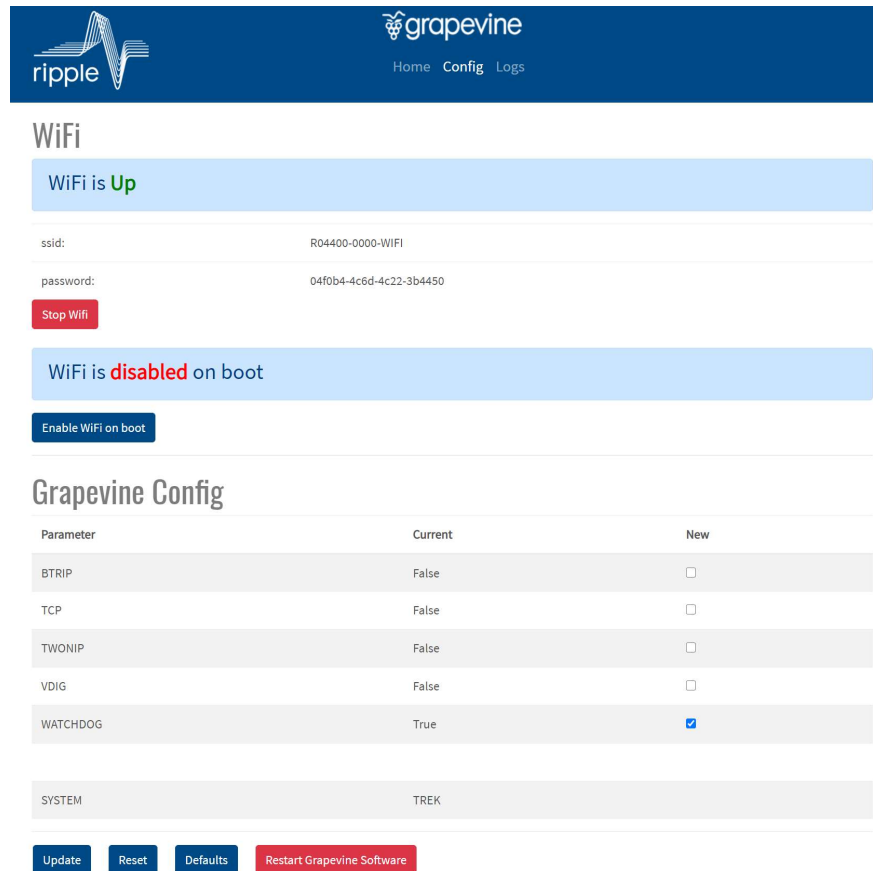 ripple
grapevine
Home Config Logs
WiFi
WiFi is Up
ssid: R04400-0000-WIFI
password: 04f0b4-4c6d-4c22-3b4450
Stop Wifi
WiFi is disabled on boot
Enable WiFi on boot
Grapevine Config
Parameter Current New
BTRIP False
TCP False
TWONIP False
VDIG False
WATCHDOG True
SYSTEM TREK
Update Reset Defaults Restart Grapevine Software